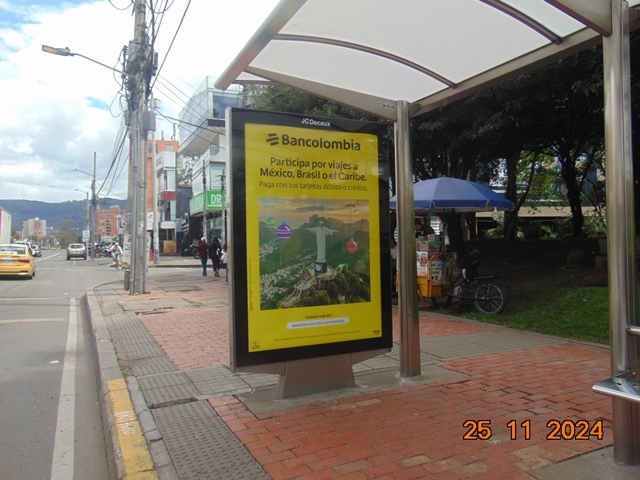 JCDecaux
Bancolombia
Participa por viajes a
México, Brasil o el Caribe.
Paga con tus tarjetas débito o crédito.
DR
25 11 2024